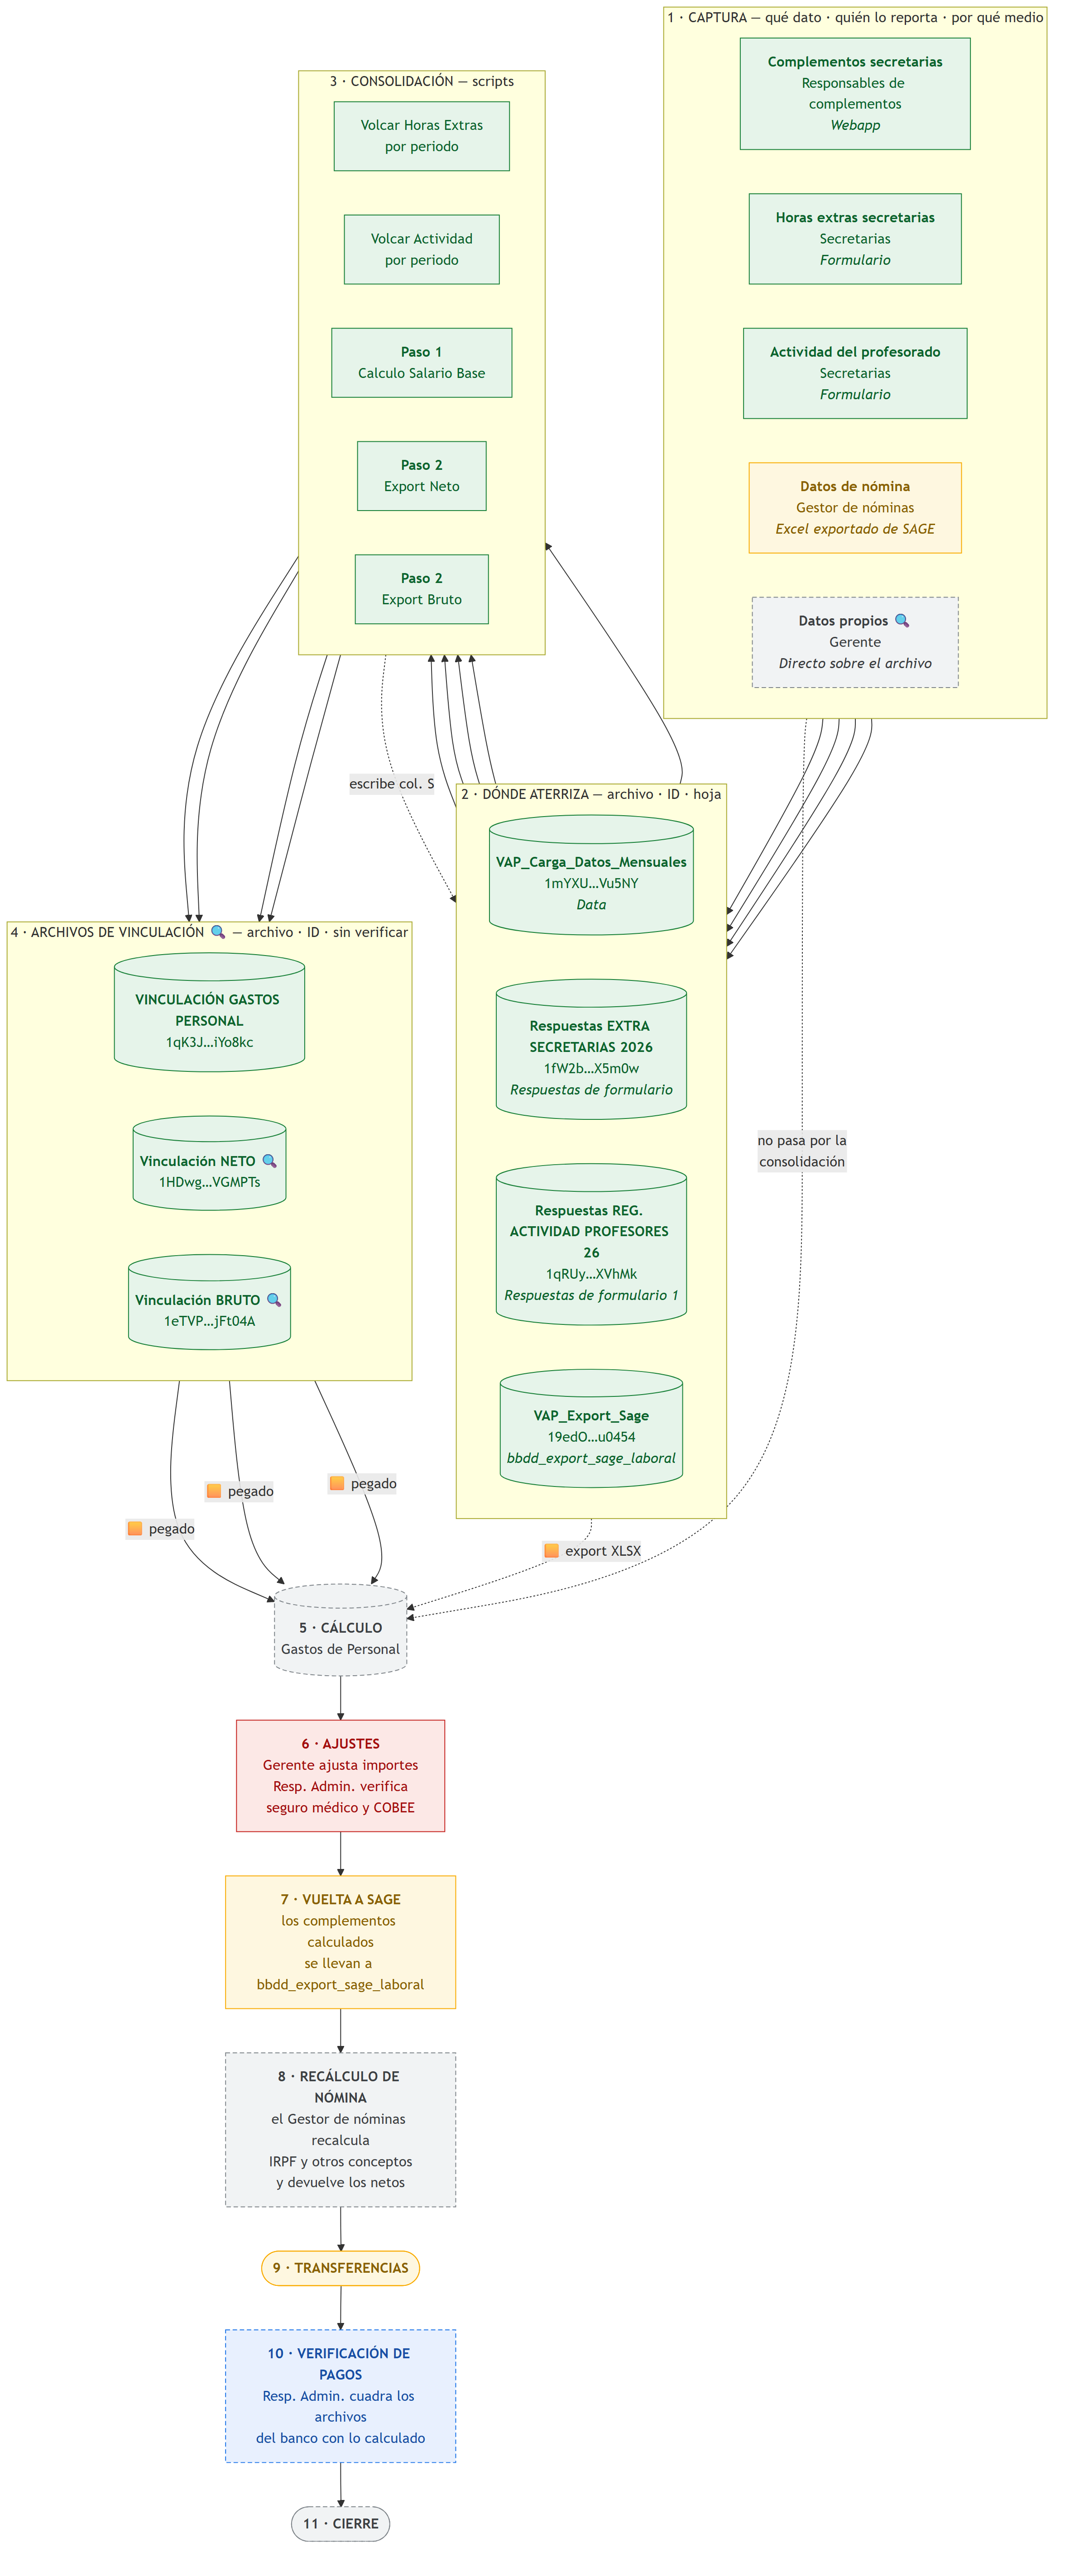 1 · CAPTURA — qué dato · quién lo reporta · por qué medio
Complementos secretarias
Responsables de
complementos
Webapp
Horas extras secretarias
Secretarias
Formulario
Actividad del profesorado
Secretarias
Formulario
Datos de nómina
Gestor de nóminas
Excel exportado de SAGE
Datos propios 🔍
Gerente
Directo sobre el archivo
3 · CONSOLIDACIÓN — scripts
Volcar Horas Extras
por periodo
Volcar Actividad
por periodo
Paso 1
Calculo Salario Base
Paso 2
Export Neto
Paso 2
Export Bruto
escribe col. S
2 · DÓNDE ATERRIZA — archivo · ID · hoja
VAP_Carga_Datos_Mensuales
1mYXU...Vu5NY
Data
Respuestas EXTRA
SECRETARIAS 2026
1fW2b...X5m0w
Respuestas de formulario
Respuestas REG.
ACTIVIDAD PROFESORES
26
1qRUy...XVhMk
Respuestas de formulario 1
VAP_Export_Sage
19edO...u0454
bbdd_export_sage_laboral
no pasa por la
consolidación
4 · ARCHIVOS DE VINCULACIÓN 🔍 — archivo · ID · sin verificar
VINCULACIÓN GASTOS
PERSONAL
1qK3J...iYo8kc
Vinculación NETO 🔍
1HDwg...VGMPTs
Vinculación BRUTO 🔍
1eTVP...jFt04A
🟧 pegado
🟧 pegado
🟧 pegado
🟧 export XLSX
5 · CÁLCULO
Gastos de Personal
6 · AJUSTES
Gerente ajusta importes
Resp. Admin. verifica
seguro médico y COBEE
7 · VUELTA A SAGE
los complementos
calculados
se llevan a
bbdd_export_sage_laboral
8 · RECÁLCULO DE
NÓMINA
el Gestor de nóminas
recalcula
IRPF y otros conceptos
y devuelve los netos
9 · TRANSFERENCIAS
10 · VERIFICACIÓN DE
PAGOS
Resp. Admin. cuadra los
archivos
del banco con lo calculado
11 · CIERRE